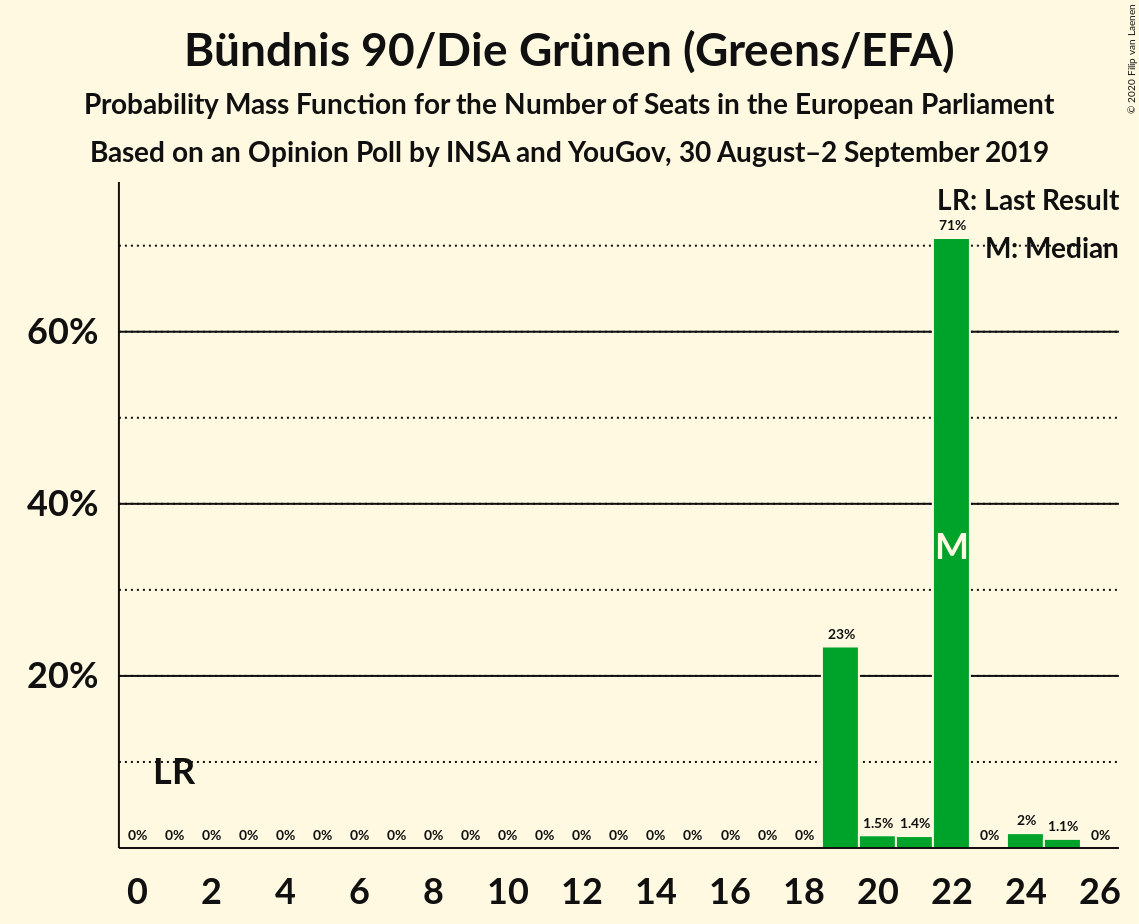 Bündnis 90/Die Grünen (Greens/EFA)
Probability Mass Function for the Number of Seats in the European Parliament
Based on an Opinion Poll by INSA and YouGov, 30 August–2 September 2019
© 2020 Filip van Laenen
LR: Last Result
M: Median
60%
40%
20%
LR
M
0% 0% 0% 0% 0% 0% 0% 0% 0% 0% 0% 0% 0% 0% 0% 0% 0% 0% 0% 23% 1.5% 1.4% 71% 0% 2% 1.1% 0%
0 2 4 6 8 10 12 14 16 18 20 22 24 26